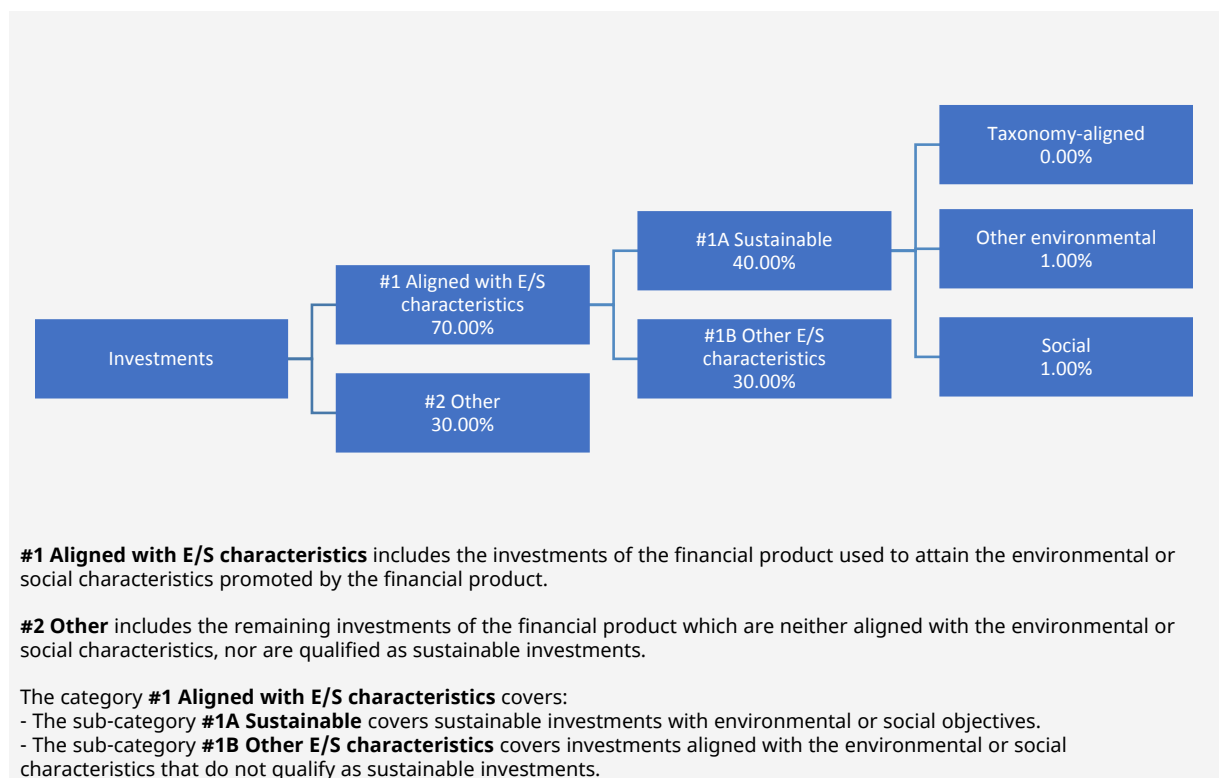 Taxonomy-aligned
0.00%
#1A Sustainable
40.00%
Other environmental
1.00%
#1 Aligned with E/S
characteristics
70.00%
Investments
#1B Other E/S
characteristics
30.00%
Social
1.00%
#2 Other
30.00%
#1 Aligned with E/S characteristics includes the investments of the financial product used to attain the environmental or
social characteristics promoted by the financial product.
#2 Other includes the remaining investments of the financial product which are neither aligned with the environmental or
social characteristics, nor are qualified as sustainable investments.
The category #1 Aligned with E/S characteristics covers:
- The sub-category #1A Sustainable covers sustainable investments with environmental or social objectives.
- The sub-category #1B Other E/S characteristics covers investments aligned with the environmental or social
characteristics that do not qualify as sustainable investments.